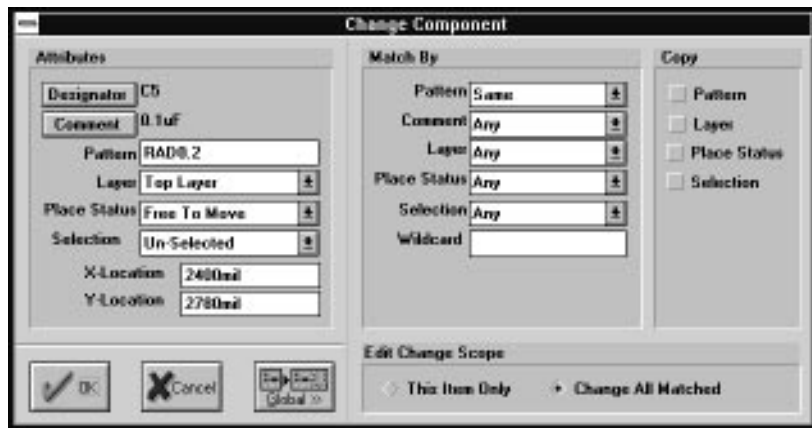 Change Component
Attributes
Designator C5
Comment 0.1uF
Pattern RAD0.2
Layer Top Layer
Place Status Free To Move
Selection Un-Selected
X-Location 2400mil
Y-Location 2780mil
OK
Cancel
Global >>
Match By
Pattern Same
Comment Any
Layer Any
Place Status Any
Selection Any
Wildcard
Copy
Pattern
Layer
Place Status
Selection
Edit Change Scope
This Item Only
Change All Matched